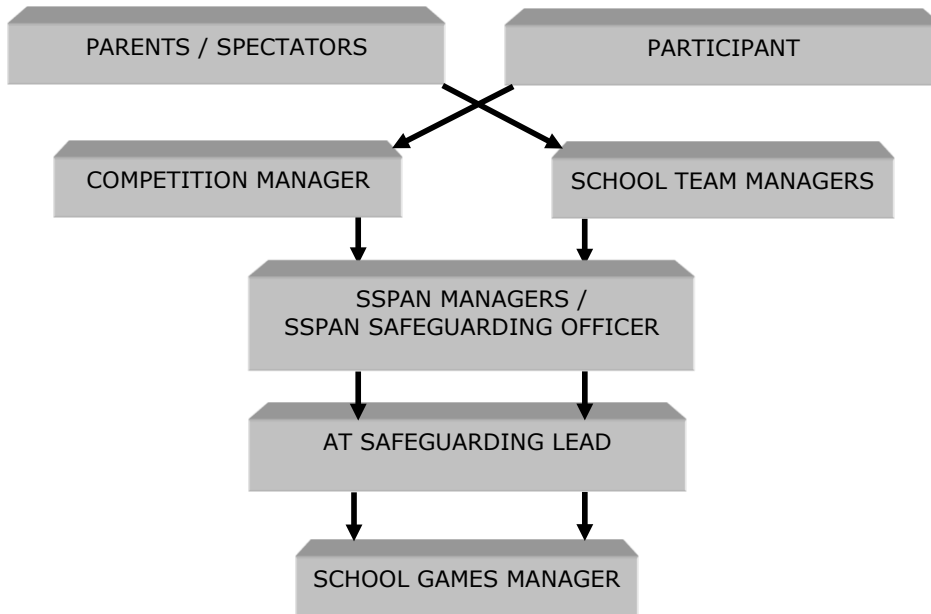 PARENTS / SPECTATORS
PARTICIPANT
COMPETITION MANAGER
SCHOOL TEAM MANAGERS
SSPAN MANAGERS /
SSPAN SAFEGUARDING OFFICER
AT SAFEGUARDING LEAD
SCHOOL GAMES MANAGER